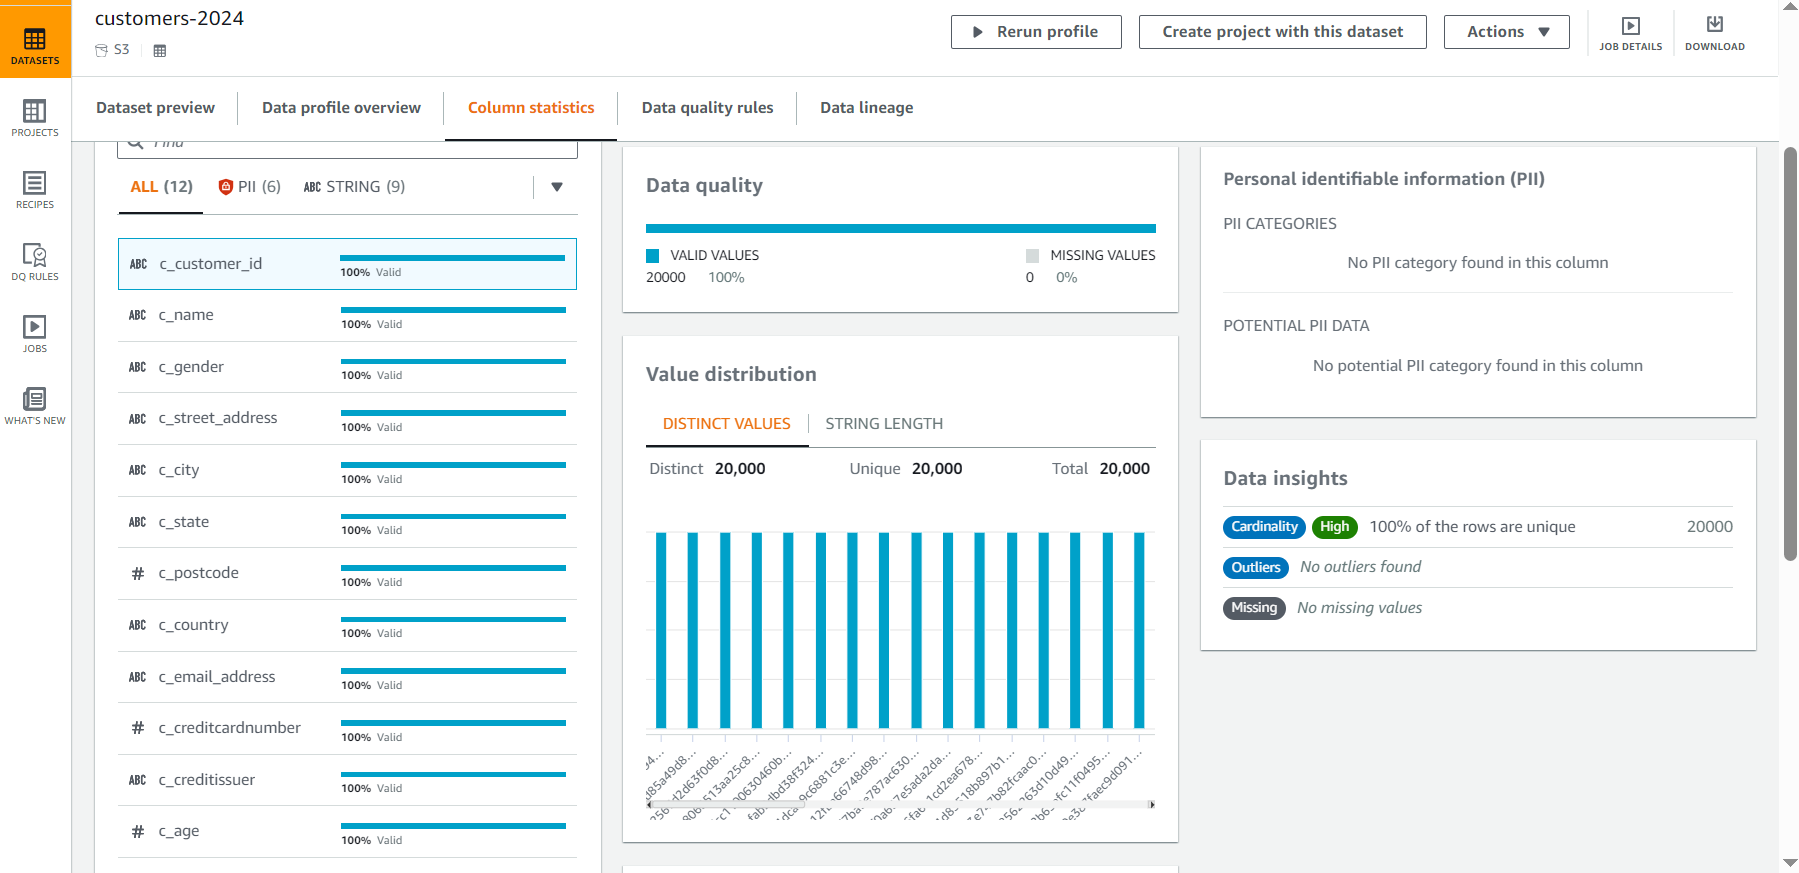 customers-2024
S3
Rerun profile
Create project with this dataset
Actions
JOB DETAILS
DOWNLOAD
DATASETS
PROJECTS
RECIPES
DQ RULES
JOBS
WHAT'S NEW
Dataset preview
Data profile overview
Column statistics
Data quality rules
Data lineage
Find
ALL (12)
PII (6)
ABC STRING (9)
ABC c_customer_id
100% Valid
ABC c_name
100% Valid
ABC c_gender
100% Valid
ABC c_street_address
100% Valid
ABC c_city
100% Valid
ABC c_state
100% Valid
# c_postcode
100% Valid
ABC c_country
100% Valid
ABC c_email_address
100% Valid
# c_creditcardnumber
100% Valid
ABC c_creditissuer
100% Valid
# c_age
100% Valid
Data quality
VALID VALUES
20000 100%
MISSING VALUES
0 0%
Value distribution
DISTINCT VALUES
STRING LENGTH
Distinct 20,000
Unique 20,000
Total 20,000
Personal identifiable information (PII)
PII CATEGORIES
No PII category found in this column
POTENTIAL PII DATA
No potential PII category found in this column
Data insights
Cardinality High 100% of the rows are unique 20000
Outliers No outliers found
Missing No missing values